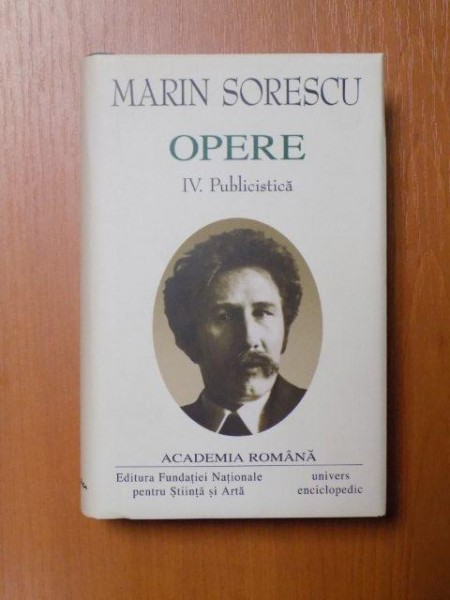 MARIN SORESCU
OPERE
IV. Publicistică
ACADEMIA ROMÂNĂ
Editura Fundației Naționale
pentru Știință și Artă
univers
enciclopedic